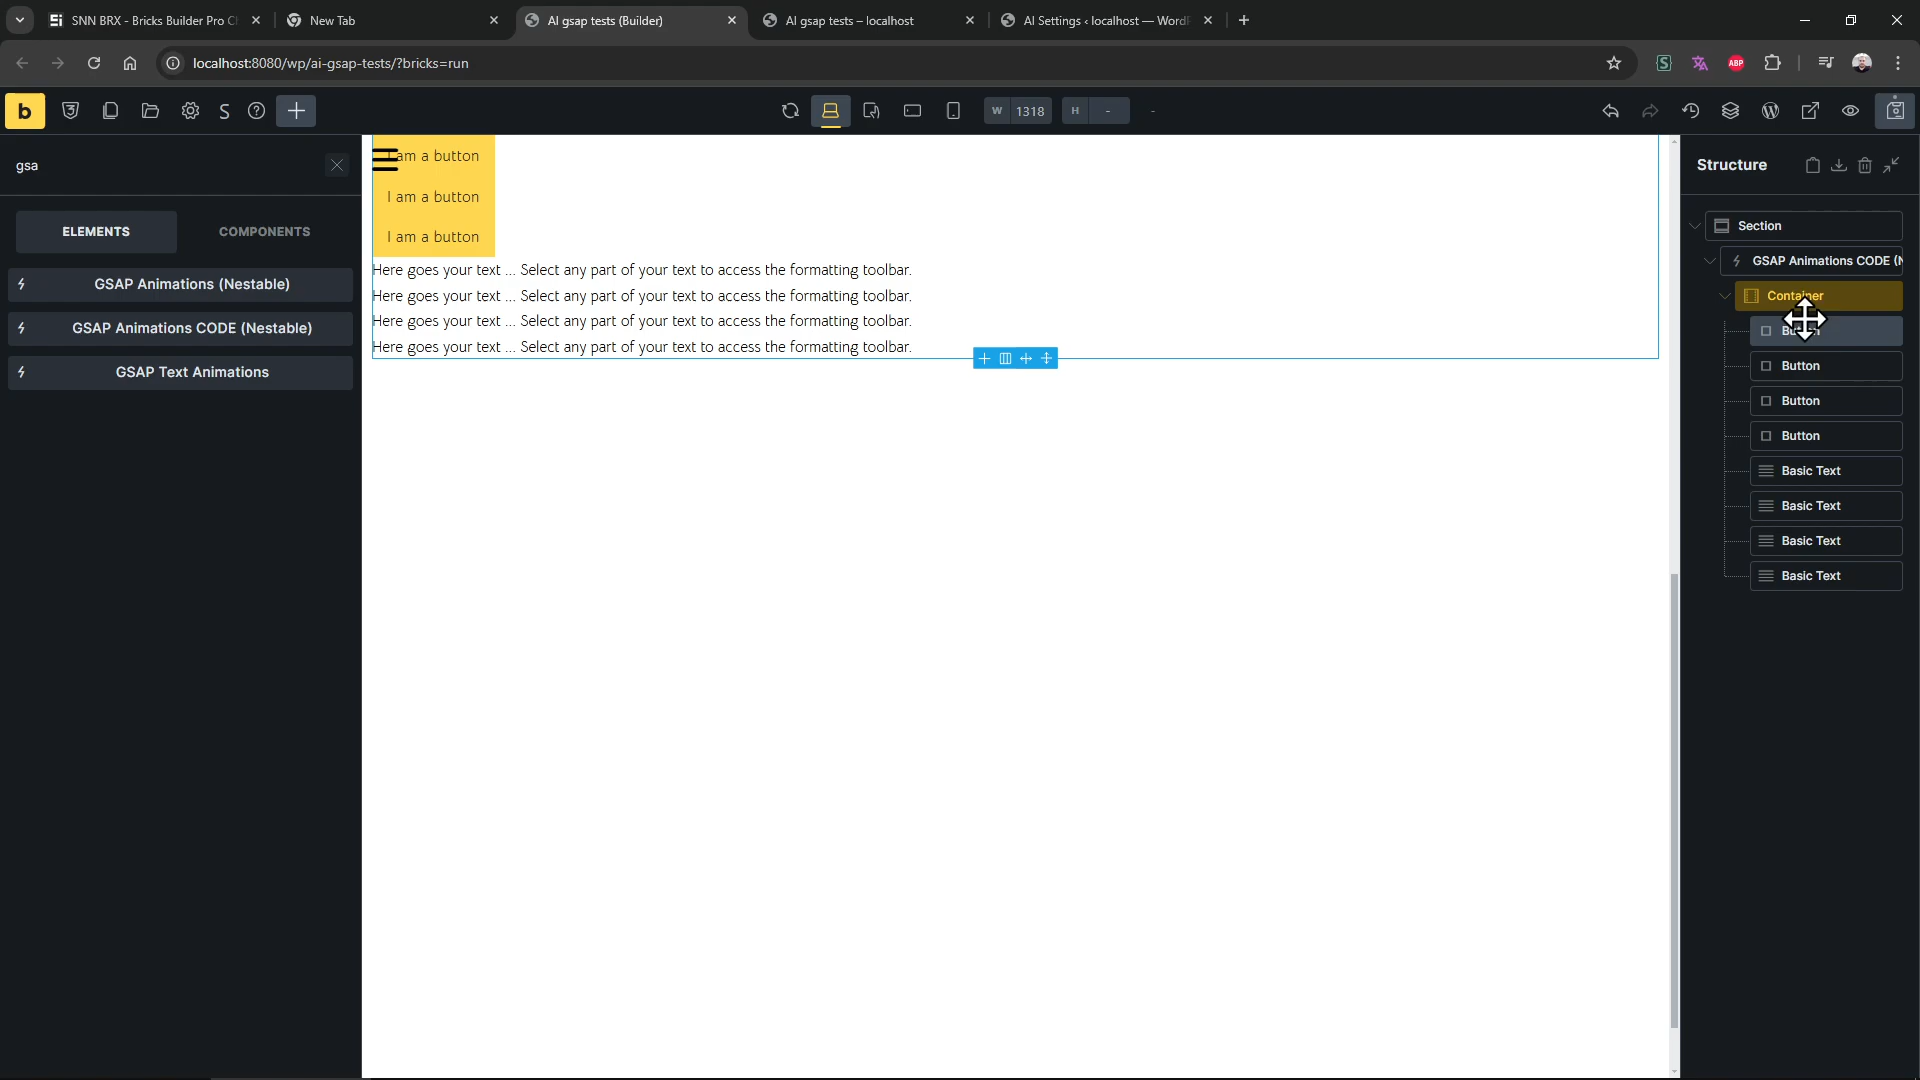 SNN BRX - Bricks Builder Pro Cl
New Tab
AI gsap tests (Builder)
AI gsap tests – localhost
AI Settings ‹ localhost — WordP
localhost:8080/wp/ai-gsap-tests/?bricks=run
ABP
b
S
W 1318
H -
-
gsa
ELEMENTS
COMPONENTS
GSAP Animations (Nestable)
GSAP Animations CODE (Nestable)
GSAP Text Animations
I am a button
I am a button
I am a button
Here goes your text ... Select any part of your text to access the formatting toolbar.
Here goes your text ... Select any part of your text to access the formatting toolbar.
Here goes your text ... Select any part of your text to access the formatting toolbar.
Here goes your text ... Select any part of your text to access the formatting toolbar.
Structure
Section
GSAP Animations CODE (N
Container
Button
Button
Button
Button
Basic Text
Basic Text
Basic Text
Basic Text